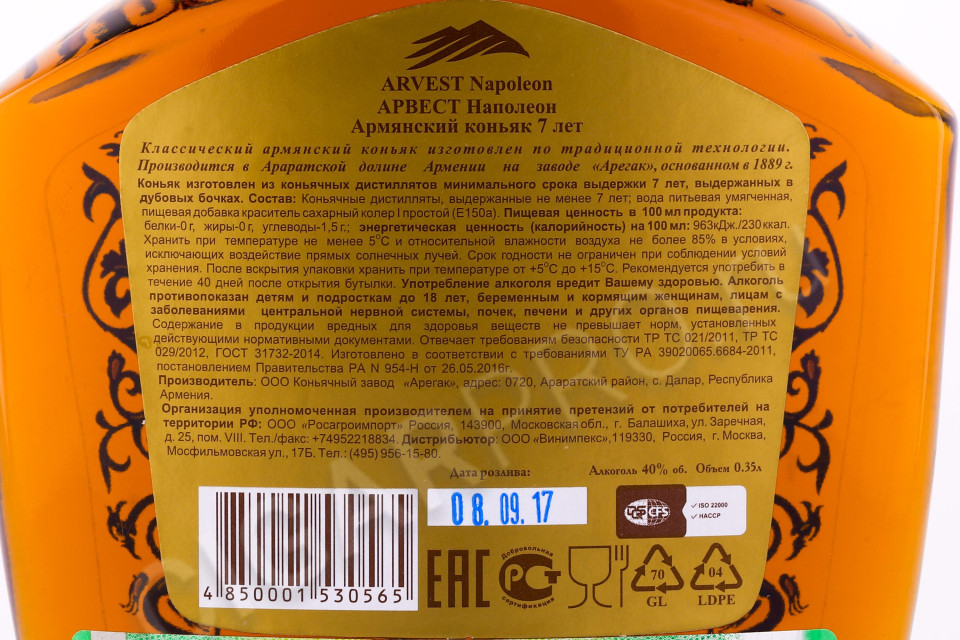 ARVEST Napoleon
АРВЕСТ Наполеон
Армянский коньяк 7 лет
Классический армянский коньяк изготовлен по традиционной технологии.
Производится в Араратской долине Армении на заводе «Арегак», основанном в 1889 г.
Коньяк изготовлен из коньячных дистиллятов минимального срока выдержки 7 лет, выдержанных в
дубовых бочках. Состав: Коньячные дистилляты, выдержанные не менее 7 лет; вода питьевая умягченная,
пищевая добавка краситель сахарный колер I простой (Е150а). Пищевая ценность в 100 мл продукта:
белки-0 г, жиры-0 г, углеводы-1,5 г.; энергетическая ценность (калорийность) на 100 мл: 963кДж./230 ккал.
Хранить при температуре не менее 5°С и относительной влажности воздуха не более 85% в условиях,
исключающих воздействие прямых солнечных лучей. Срок годности не ограничен при соблюдении условий
хранения. После вскрытия упаковки хранить при температуре от +5°С до +15°С. Рекомендуется употребить в
течение 40 дней после открытия бутылки. Употребление алкоголя вредит Вашему здоровью. Алкоголь
противопоказан детям и подросткам до 18 лет, беременным и кормящим женщинам, лицам с
заболеваниями центральной нервной системы, почек, печени и других органов пищеварения.
Содержание в продукции вредных для здоровья веществ не превышает норм, установленных
действующими нормативными документами. Отвечает требованиям безопасности ТР ТС 021/2011, ТР ТС
029/2012, ГОСТ 31732-2014. Изготовлено в соответствии с требованиями ТУ РА 39020065.6684-2011,
постановлением Правительства РА N 954-Н от 26.05.2016г.
Производитель: ООО Коньячный завод «Арегак», адрес: 0720, Араратский район, с. Далар, Республика
Армения.
Организация уполномоченная производителем на принятие претензий от потребителей на
территории РФ: ООО «Росагроимпорт» Россия, 143900, Московская обл., г. Балашиха, ул. Заречная,
д. 25, пом. VIII. Тел./факс: +74952218834. Дистрибьютор: ООО «Винимпекс»,119330, Россия, г. Москва,
Мосфильмовская ул., 17Б. Тел.: (495) 956-15-80.
Дата розлива: Алкоголь 40% об. Объем 0.35л
08.09.17
CFS
ISO 22000
HACCP
4 850001 530565
ЕАС
Добровольная
сертификация
70
GL
04
LDPE